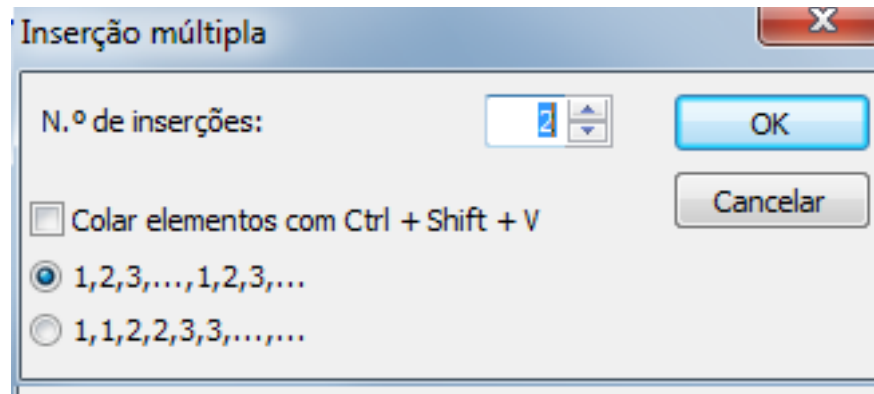 Inserção múltipla
N.º de inserções:
2
OK
Cancelar
Colar elementos com Ctrl + Shift + V
1,2,3,...,1,2,3,...
1,1,2,2,3,3,...,...